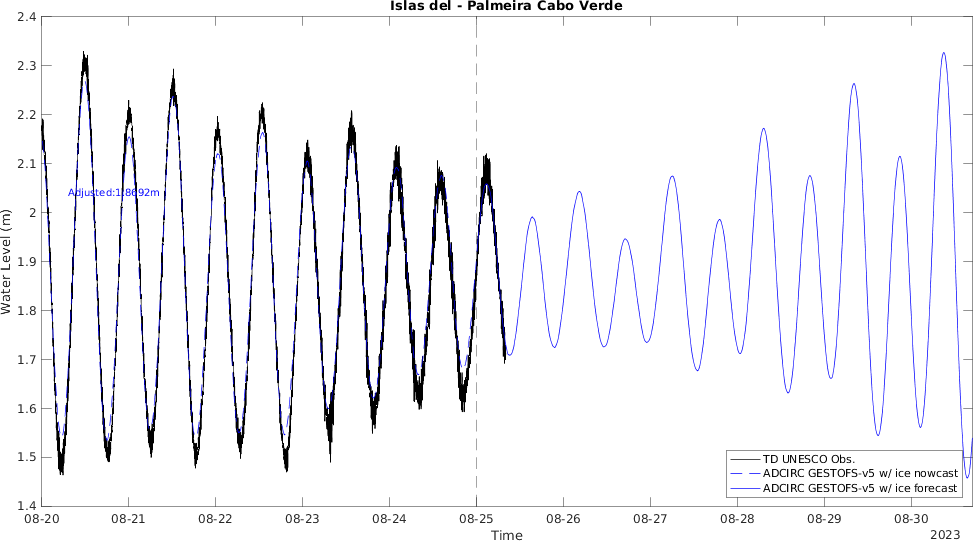 Islas del - Palmeira Cabo Verde
2.4
2.3
2.2
2.1
2
1.9
1.8
1.7
1.6
1.5
1.4
Water Level (m)
Adjusted:1.8692m
TD UNESCO Obs.
ADCIRC GESTOFS-v5 w/ ice nowcast
ADCIRC GESTOFS-v5 w/ ice forecast
08-20 08-21 08-22 08-23 08-24 08-25 08-26 08-27 08-28 08-29 08-30
Time
2023